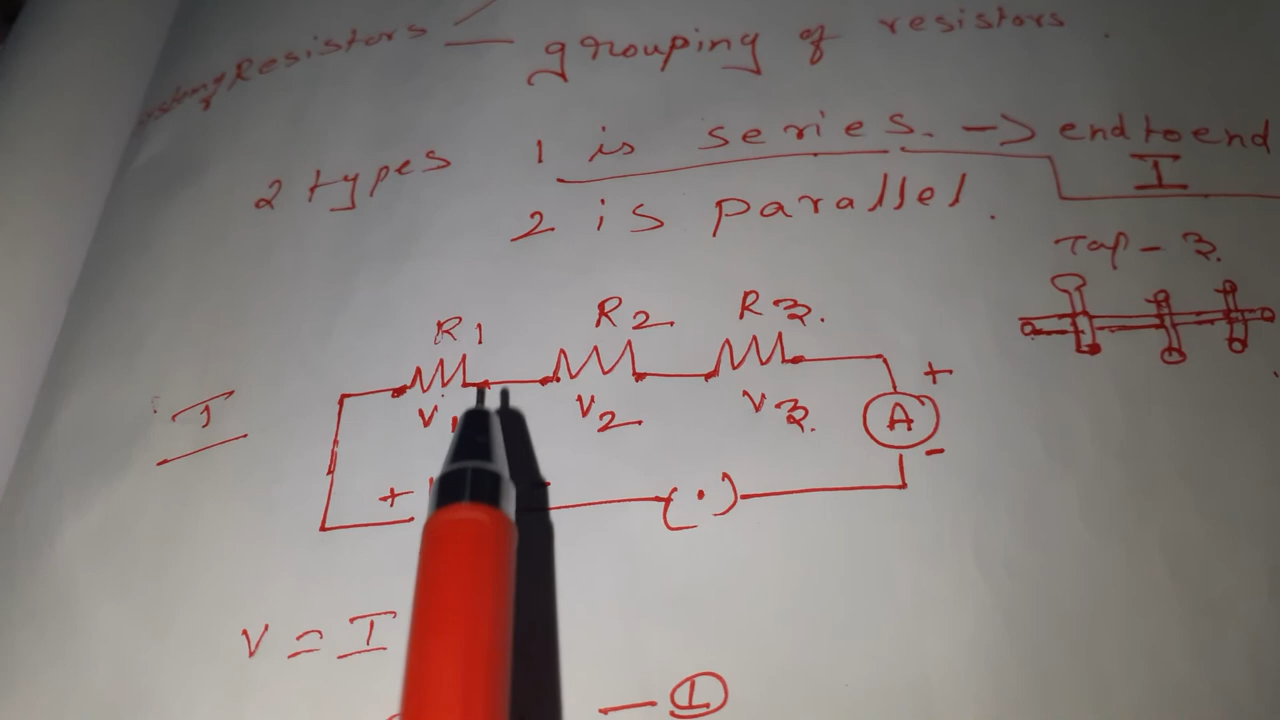 Resistors — grouping of resistors
2 types 1 is series. -> end to end
I
2 is parallel.
Tap - 3.
R1 R2 R3.
I
V1 V2 V3.
+
A
-
+
V = I
— ①